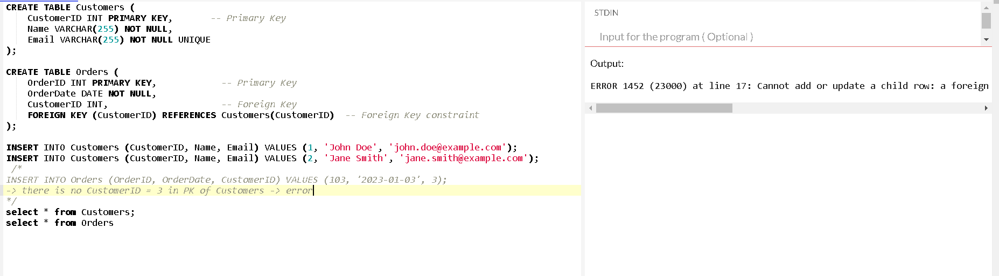 CREATE TABLE Customers (
    CustomerID INT PRIMARY KEY,       -- Primary Key
    Name VARCHAR(255) NOT NULL,
    Email VARCHAR(255) NOT NULL UNIQUE
);
CREATE TABLE Orders (
    OrderID INT PRIMARY KEY,            -- Primary Key
    OrderDate DATE NOT NULL,
    CustomerID INT,                     -- Foreign Key
    FOREIGN KEY (CustomerID) REFERENCES Customers(CustomerID)  -- Foreign Key constraint
);
INSERT INTO Customers (CustomerID, Name, Email) VALUES (1, 'John Doe', 'john.doe@example.com');
INSERT INTO Customers (CustomerID, Name, Email) VALUES (2, 'Jane Smith', 'jane.smith@example.com');
 /*
INSERT INTO Orders (OrderID, OrderDate, CustomerID) VALUES (103, '2023-01-03', 3);
-> there is no CustomerID = 3 in PK of Customers -> error
*/
select * from Customers;
select * from Orders
STDIN
Input for the program ( Optional )
Output:
ERROR 1452 (23000) at line 17: Cannot add or update a child row: a foreign